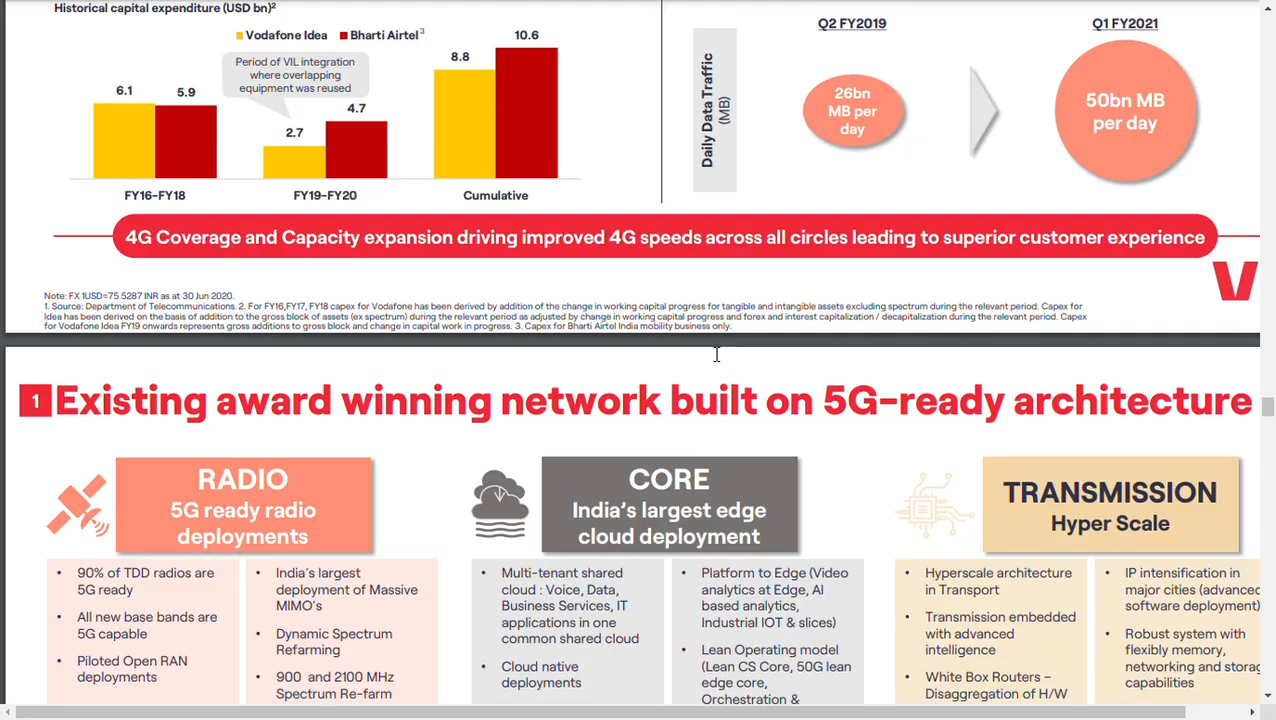 Historical capital expenditure (USD bn)²
Vodafone Idea Bharti Airtel³
Period of VIL integration
where overlapping
equipment was reused
6.1 5.9
2.7 4.7
8.8 10.6
FY16-FY18 FY19-FY20 Cumulative
Daily Data Traffic
(MB)
Q2 FY2019 Q1 FY2021
26bn
MB per
day
50bn MB
per day
4G Coverage and Capacity expansion driving improved 4G speeds across all circles leading to superior customer experience
V
Note: FX 1USD=75.5287 INR as at 30 Jun 2020.
1. Source: Department of Telecommunications. 2. For FY16,FY17, FY18 capex for Vodafone has been derived by addition of the change in working capital progress for tangible and intangible assets excluding spectrum during the relevant period. Capex for
Idea has been derived on the basis of addition to the gross block of assets (ex spectrum) during the relevant period as adjusted by change in working capital progress and forex and interest capitalization / decapitalization during the relevant period. Capex
for Vodafone Idea FY19 onwards represents gross additions to gross block and change in capital work in progress. 3. Capex for Bharti Airtel India mobility business only.
1 Existing award winning network built on 5G-ready architecture
RADIO
5G ready radio
deployments
• 90% of TDD radios are
5G ready
• All new base bands are
5G capable
• Piloted Open RAN
deployments
• India's largest
deployment of Massive
MIMO's
• Dynamic Spectrum
Refarming
• 900 and 2100 MHz
Spectrum Re-farm
CORE
India's largest edge
cloud deployment
• Multi-tenant shared
cloud : Voice, Data,
Business Services, IT
applications in one
common shared cloud
• Cloud native
deployments
• Platform to Edge (Video
analytics at Edge, AI
based analytics,
Industrial IOT & slices)
• Lean Operating model
(Lean CS Core, 50G lean
edge core,
Orchestration &
TRANSMISSION
Hyper Scale
• Hyperscale architecture
in Transport
• Transmission embedded
with advanced
intelligence
• White Box Routers –
Disaggregation of H/W
• IP intensification in
major cities (advanced
software deployment)
• Robust system with
flexibly memory,
networking and storag
capabilities